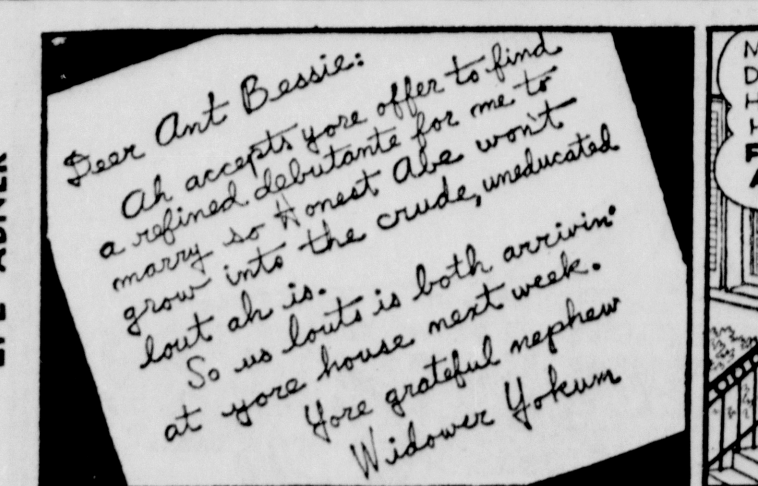 Deer Ant Bessie:
Ah accepts yore offer to find
a refined debutante for me to
marry so Honest Abe won't
grow into the crude, uneducated
lout ah is.
So us louts is both arrivin'
at yore house next week.
Yore grateful nephew
Widower Yokum